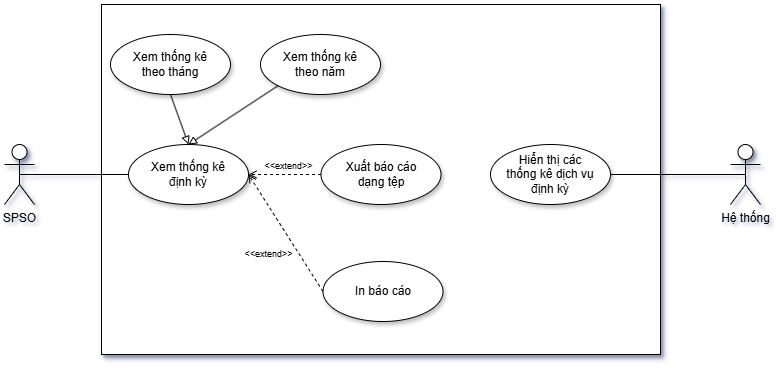 Xem thống kê
theo tháng
Xem thống kê
theo năm
Xem thống kê
định kỳ
<<extend>>
Xuất báo cáo
dạng tệp
Hiển thị các
thống kê dịch vụ
định kỳ
SPSO
Hệ thống
<<extend>>
In báo cáo